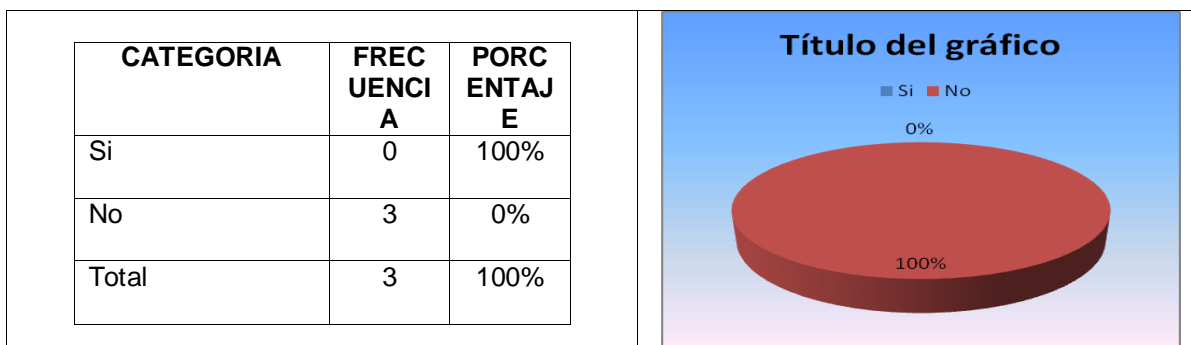 CATEGORIA FREC PORC
UENCI ENTAJ
A E
Si 0 100%
No 3 0%
Total 3 100%
Título del gráfico
Si No
0%
100%